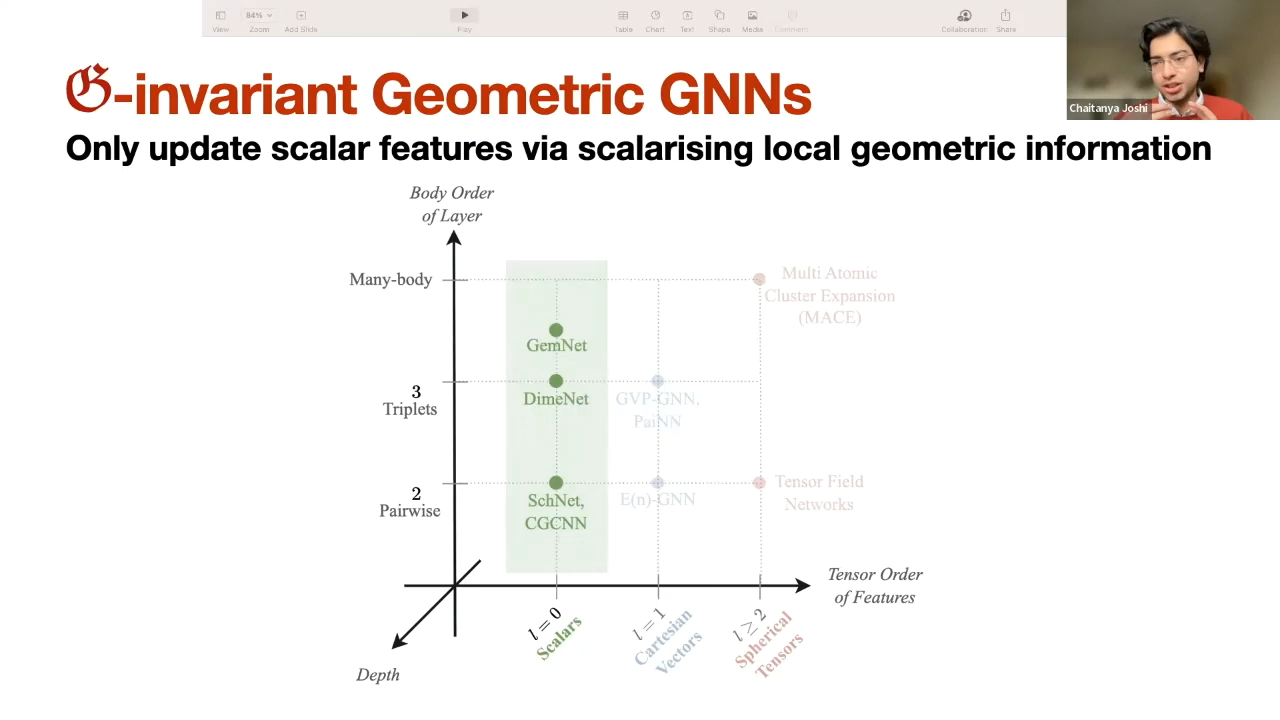 View
84%
Zoom
Add Slide
Play
Table
Chart
Text
Shape
Media
Comment
Collaboration
Share
Chaitanya Joshi
𝔊-invariant Geometric GNNs
Only update scalar features via scalarising local geometric information
Body Order
of Layer
Many-body
Multi Atomic
Cluster Expansion
(MACE)
GemNet
3
Triplets
DimeNet
GVP-GNN,
PaiNN
2
Pairwise
SchNet,
CGCNN
E(n)-GNN
Tensor Field
Networks
Tensor Order
of Features
l = 0
Scalars
l = 1
Cartesian
Vectors
l ≥ 2
Spherical
Tensors
Depth